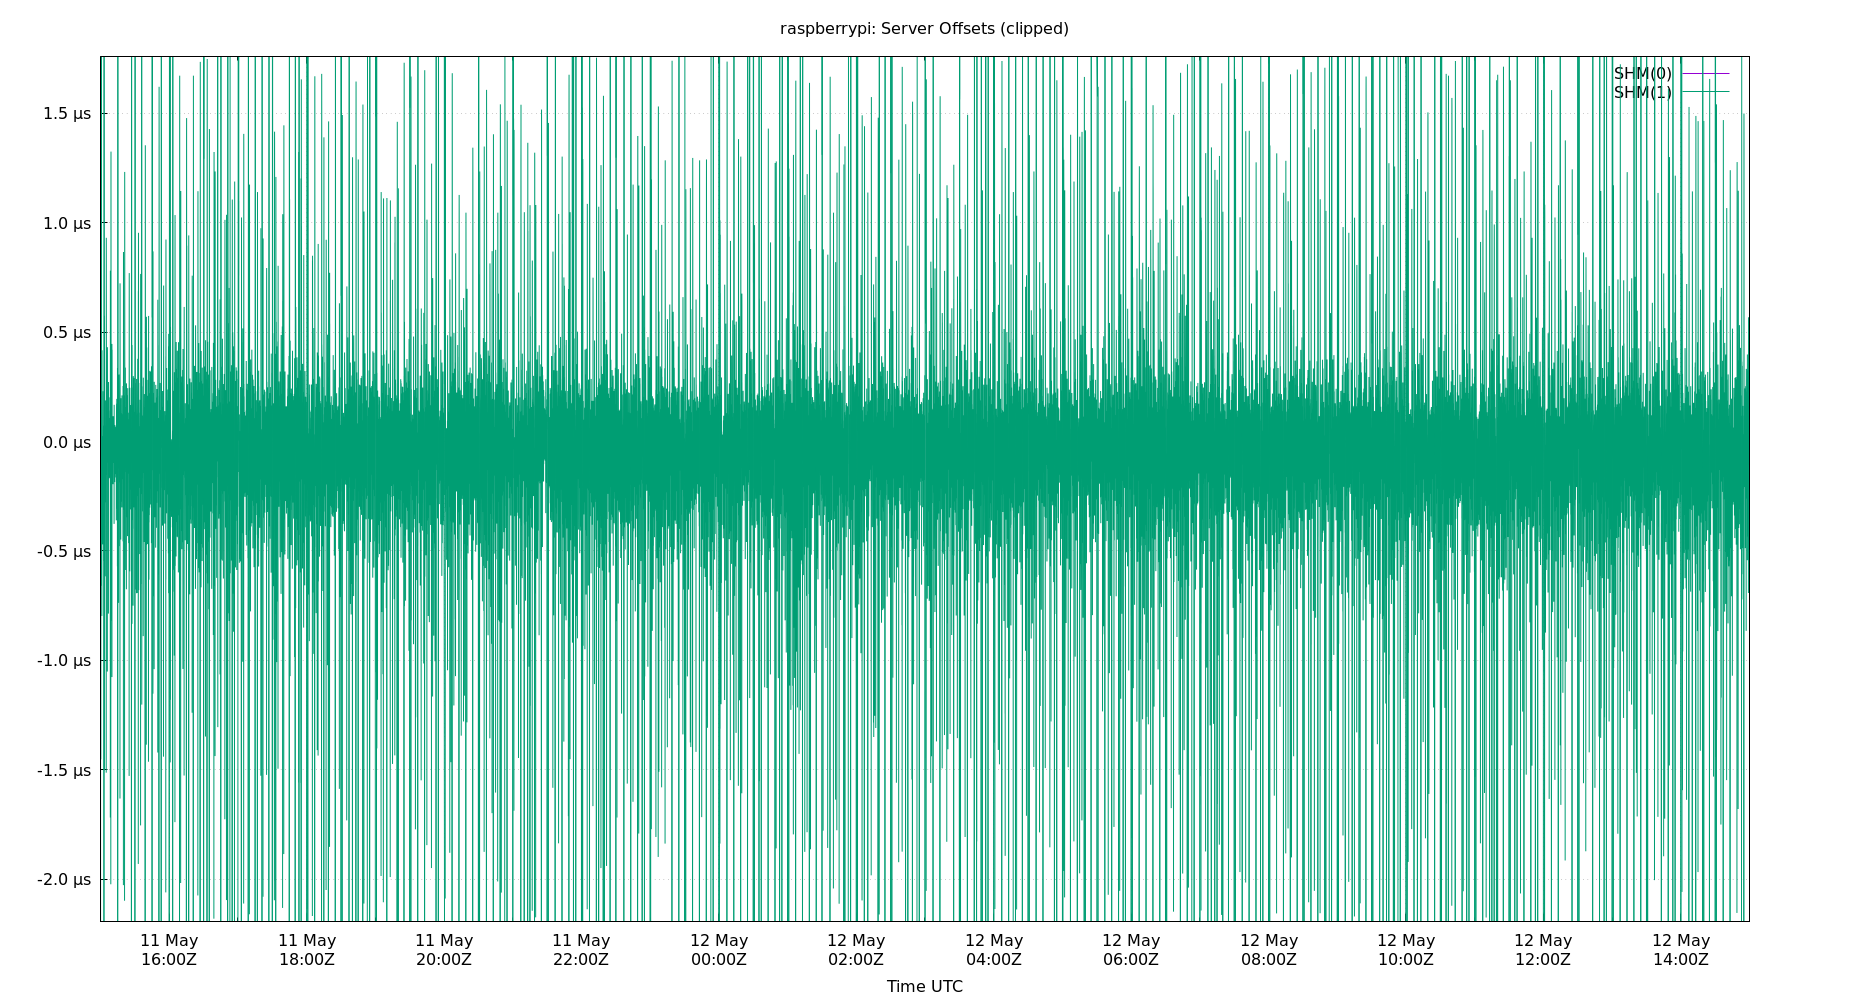 raspberrypi: Server Offsets (clipped)
SHM(0)
SHM(1)
1.5 µs
1.0 µs
0.5 µs
0.0 µs
-0.5 µs
-1.0 µs
-1.5 µs
-2.0 µs
11 May 11 May 11 May 11 May 12 May 12 May 12 May 12 May 12 May 12 May 12 May 12 May
16:00Z 18:00Z 20:00Z 22:00Z 00:00Z 02:00Z 04:00Z 06:00Z 08:00Z 10:00Z 12:00Z 14:00Z
Time UTC